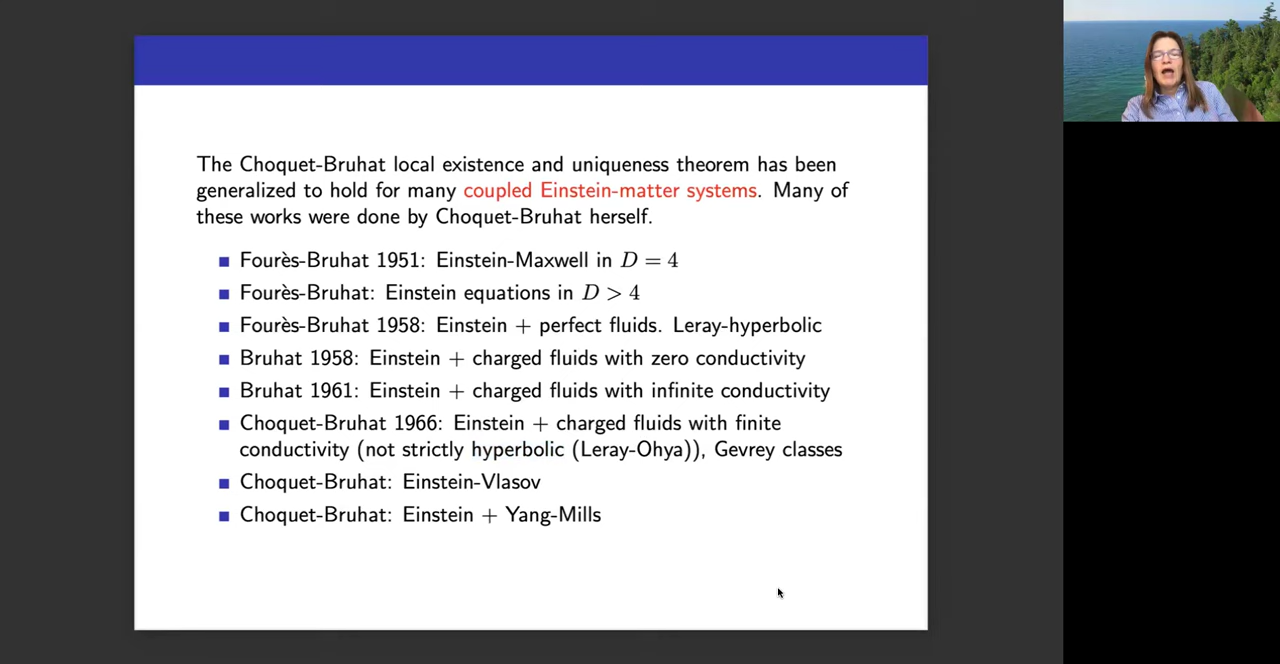 The Choquet-Bruhat local existence and uniqueness theorem has been
generalized to hold for many coupled Einstein-matter systems. Many of
these works were done by Choquet-Bruhat herself.
■ Fourès-Bruhat 1951: Einstein-Maxwell in D = 4
■ Fourès-Bruhat: Einstein equations in D > 4
■ Fourès-Bruhat 1958: Einstein + perfect fluids. Leray-hyperbolic
■ Bruhat 1958: Einstein + charged fluids with zero conductivity
■ Bruhat 1961: Einstein + charged fluids with infinite conductivity
■ Choquet-Bruhat 1966: Einstein + charged fluids with finite
conductivity (not strictly hyperbolic (Leray-Ohya)), Gevrey classes
■ Choquet-Bruhat: Einstein-Vlasov
■ Choquet-Bruhat: Einstein + Yang-Mills